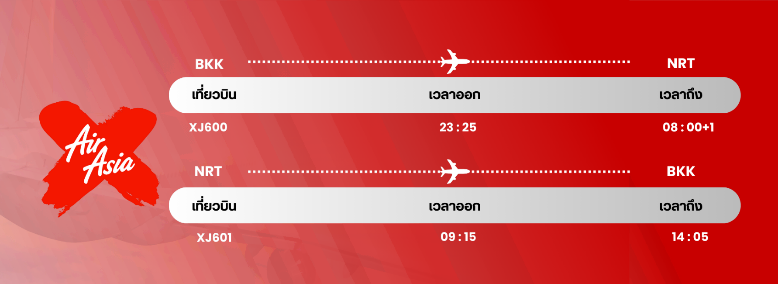 BKK NRT
เที่ยวบิน เวลาออก เวลาถึง
XJ600 23 : 25 08 : 00+1
Air
Asia
NRT BKK
เที่ยวบิน เวลาออก เวลาถึง
XJ601 09 : 15 14 : 05